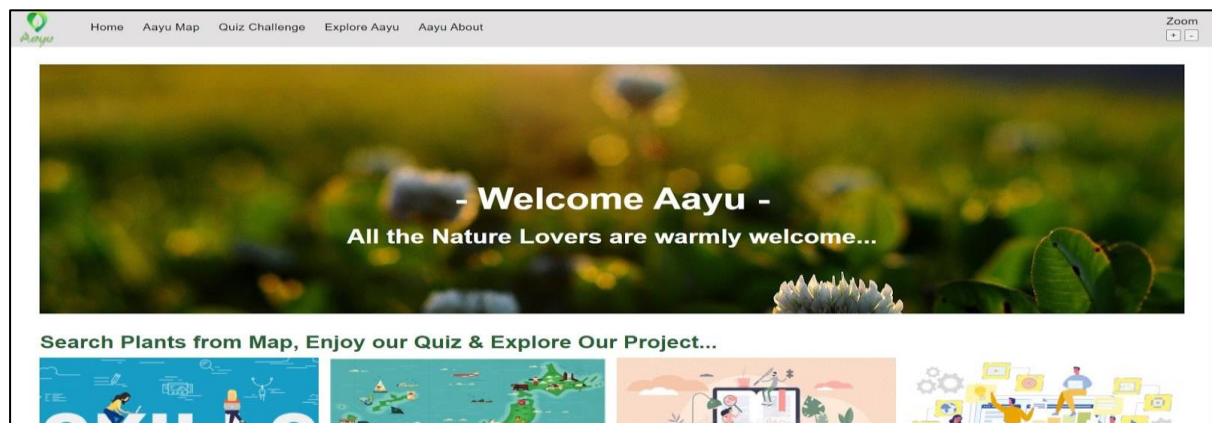 Aayu
Home Aayu Map Quiz Challenge Explore Aayu Aayu About
Zoom
+ -
- Welcome Aayu -
All the Nature Lovers are warmly welcome...
Search Plants from Map, Enjoy our Quiz & Explore Our Project...